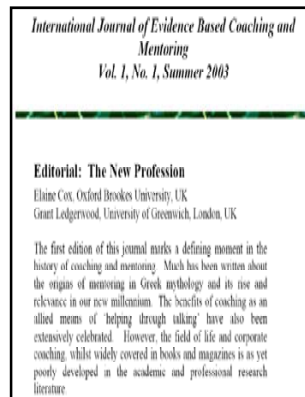 International Journal of Evidence Based Coaching and
Mentoring
Vol. 1, No. 1, Summer 2003
Editorial: The New Profession
Elaine Cox, Oxford Brookes University, UK
Grant Ledgerwood, University of Greenwich, London, UK
The first edition of this journal marks a defining moment in the
history of coaching and mentoring. Much has been written about
the origins of mentoring in Greek mythology and its rise and
relevance in our new millennium. The benefits of coaching as an
allied means of 'helping through talking' have also been
extensively celebrated. However, the field of life and corporate
coaching, whilst widely covered in books and magazines is as yet
poorly developed in the academic and professional research
literature.